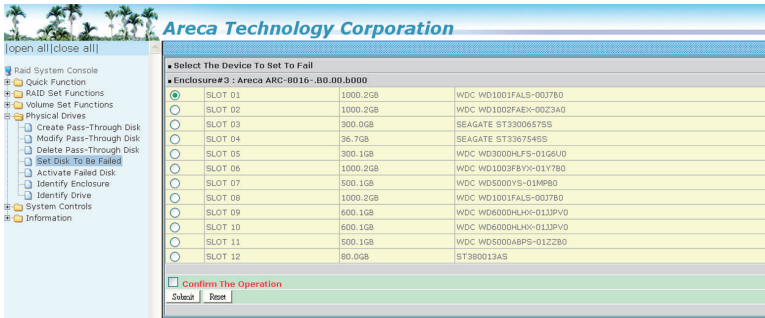 Areca Technology Corporation
|open all|close all|
Raid System Console
Quick Function
RAID Set Functions
Volume Set Functions
Physical Drives
Create Pass-Through Disk
Modify Pass-Through Disk
Delete Pass-Through Disk
Set Disk To Be Failed
Activate Failed Disk
Identify Enclosure
Identify Drive
System Controls
Information
Select The Device To Set To Fail
Enclosure#3 : Areca ARC-8016-.B0.00.b000
SLOT 01 1000.2GB WDC WD1001FALS-00J7B0
SLOT 02 1000.2GB WDC WD1002FAEX-00Z3A0
SLOT 03 300.0GB SEAGATE ST3300657SS
SLOT 04 36.7GB SEAGATE ST336754SS
SLOT 05 300.1GB WDC WD3000HLFS-01G6U0
SLOT 06 1000.2GB WDC WD1003FBYX-01Y7B0
SLOT 07 500.1GB WDC WD5000YS-01MPB0
SLOT 08 1000.2GB WDC WD1001FALS-00J7B0
SLOT 09 600.1GB WDC WD6000HLHX-01JJPV0
SLOT 10 600.1GB WDC WD6000HLHX-01JJPV0
SLOT 11 500.1GB WDC WD5000ABPS-01ZZB0
SLOT 12 80.0GB ST380013AS
Confirm The Operation
Submit Reset